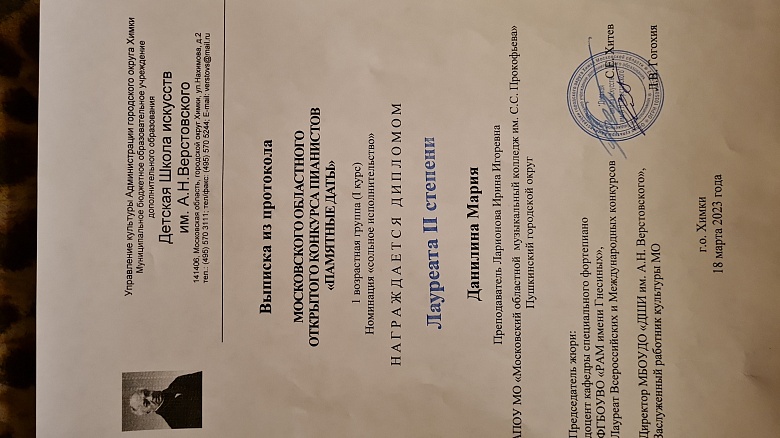 Управление культуры Администрации городского округа Химки
Муниципальное бюджетное образовательное учреждение
дополнительного образования
Детская Школа искусств
им. А.Н.Верстовского
141406, Московская область, городской округ Химки, ул.Нахимова, д.2
тел.: (495) 570 3111; тел/факс: (495) 570 5244; E-mail: verstovs@mail.ru
Выписка из протокола
МОСКОВСКОГО ОБЛАСТНОГО
ОТКРЫТОГО КОНКУРСА ПИАНИСТОВ
«ПАМЯТНЫЕ ДАТЫ»
1 возрастная группа (I курс)
Номинация «сольное исполнительство»
НАГРАЖДАЕТСЯ ДИПЛОМОМ
Лауреата II степени
Данилина Мария
Преподаватель Ларионова Ирина Игоревна
АПОУ МО «Московский областной музыкальный колледж им. С.С. Прокофьева»
Пушкинский городской округ
Председатель жюри:
доцент кафедры специального фортепиано
ФГБОУВО «РАМ имени Гнесиных»,
Лауреат Всероссийских и Международных конкурсов
С.Е. Хитев
Директор МБОУДО «ДШИ им. А.Н. Верстовского»,
Заслуженный работник культуры МО
Л.В. Гогохия
г.о. Химки
18 марта 2023 года